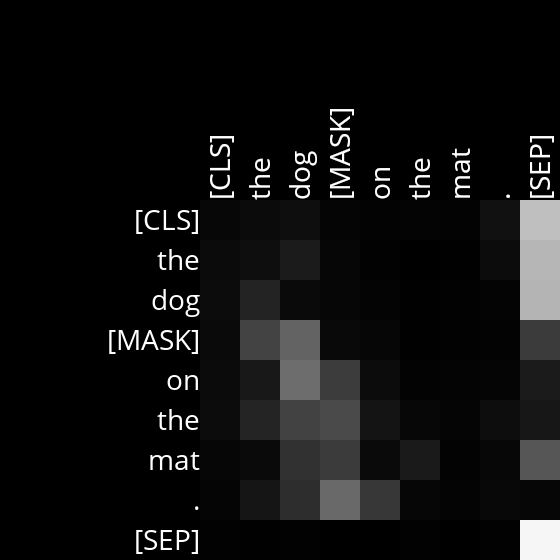 [CLS] the dog [MASK] on the mat . [SEP]
[CLS]
the
dog
[MASK]
on
the
mat
.
[SEP]